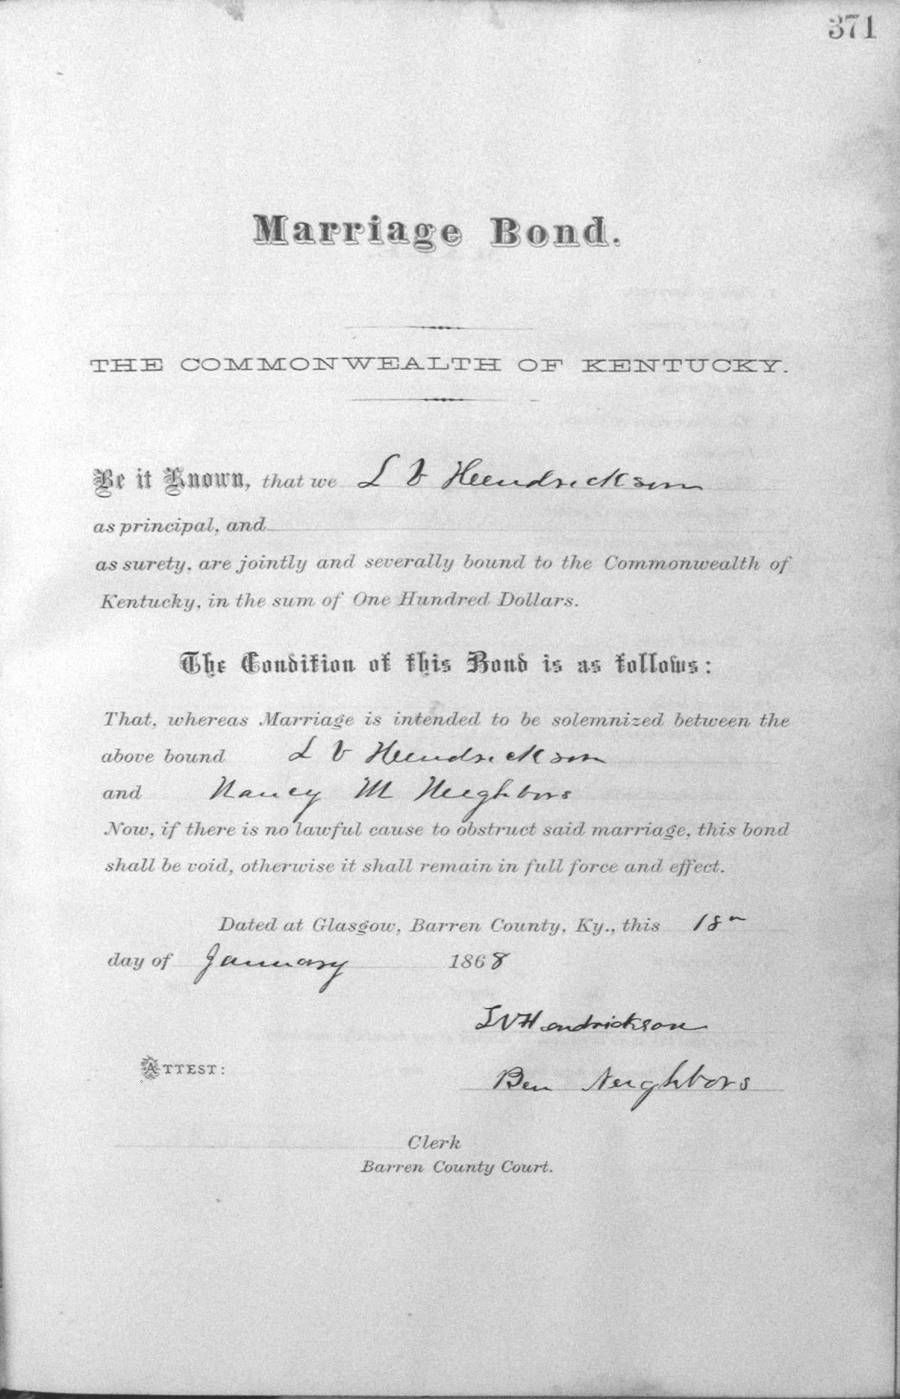 371
Marriage Bond.
THE COMMONWEALTH OF KENTUCKY.
Be it Known, that we L V Hendrickson
as principal, and
as surety, are jointly and severally bound to the Commonwealth of
Kentucky, in the sum of One Hundred Dollars.
The Condition of this Bond is as follows:
That, whereas Marriage is intended to be solemnized between the
above bound L V Hendrickson
and Nancy M Neighbors
Now, if there is no lawful cause to obstruct said marriage, this bond
shall be void, otherwise it shall remain in full force and effect.
Dated at Glasgow, Barren County, Ky., this 18
day of January 1868
LVHendrickson
ATTEST:
Ben Neighbors
Clerk
Barren County Court.